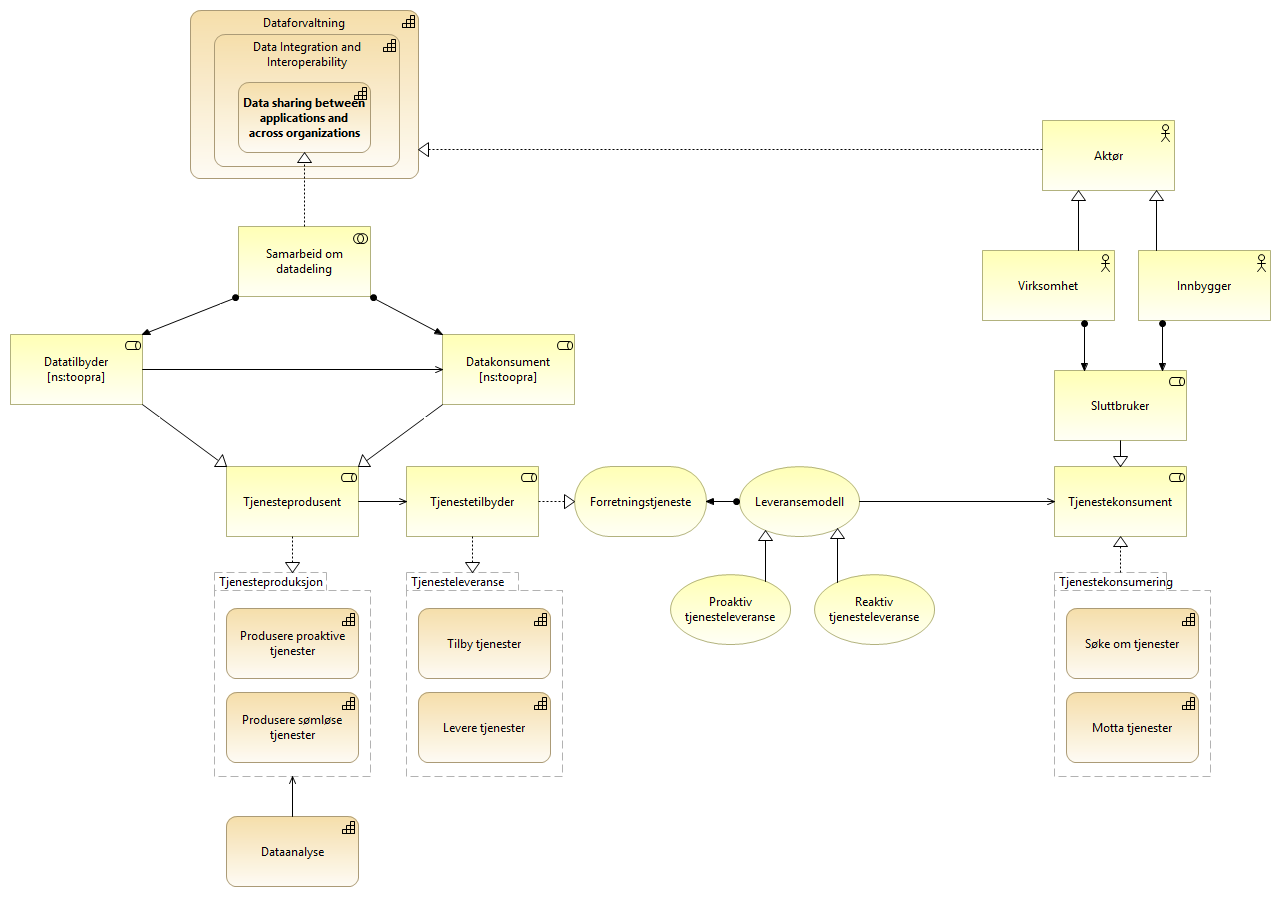 Dataforvaltning
Data Integration and
Interoperability
Data sharing between
applications and
across organizations
Aktør
Samarbeid om
datadeling
Virksomhet
Innbygger
Datatilbyder
[ns:toopra]
Datakonsument
[ns:toopra]
Sluttbruker
Tjenesteprodusent
Tjenestetilbyder
Forretningstjeneste
Leveransemodell
Tjenestekonsument
Tjenesteproduksjon
Tjenesteleveranse
Tjenestekonsumering
Proaktiv
tjenesteleveranse
Reaktiv
tjenesteleveranse
Produsere proaktive
tjenester
Tilby tjenester
Søke om tjenester
Produsere sømløse
tjenester
Levere tjenester
Motta tjenester
Dataanalyse